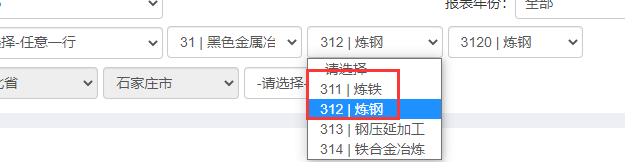 报表年份: 全部
选择-任意一行 31 | 黑色金属冶 312 | 炼钢 3120 | 炼钢
北省 石家庄市 -请选择-
请选择
311 | 炼铁
312 | 炼钢
313 | 钢压延加工
314 | 铁合金冶炼